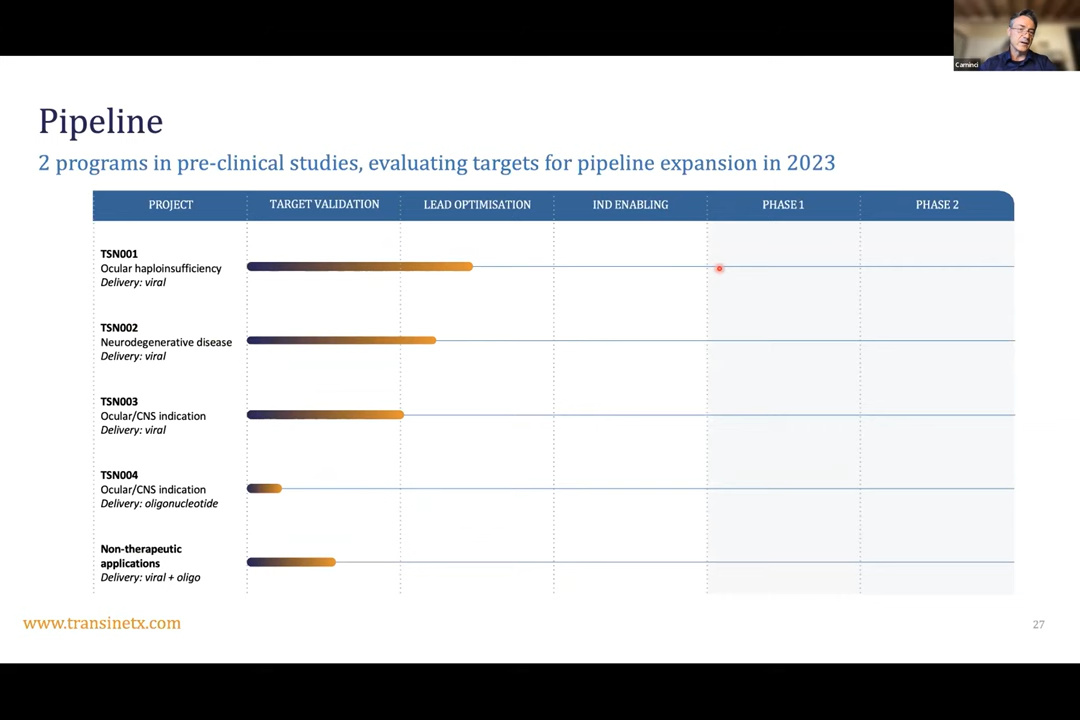 Caminci
Pipeline
2 programs in pre-clinical studies, evaluating targets for pipeline expansion in 2023
PROJECT TARGET VALIDATION LEAD OPTIMISATION IND ENABLING PHASE 1 PHASE 2
TSN001
Ocular haploinsufficiency
Delivery: viral
TSN002
Neurodegenerative disease
Delivery: viral
TSN003
Ocular/CNS indication
Delivery: viral
TSN004
Ocular/CNS indication
Delivery: oligonucleotide
Non-therapeutic
applications
Delivery: viral + oligo
www.transinetx.com
27